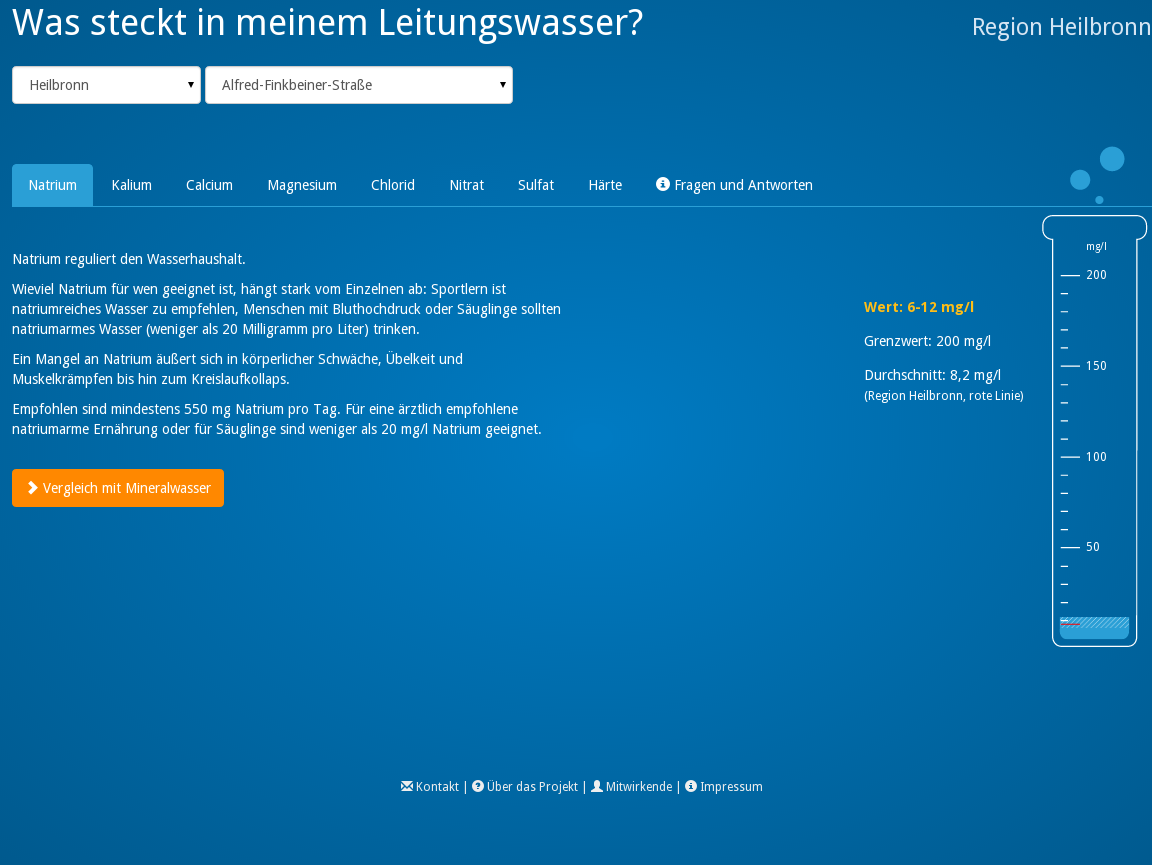 Was steckt in meinem Leitungswasser?
Region Heilbronn
Heilbronn
Alfred-Finkbeiner-Straße
Natrium
Kalium
Calcium
Magnesium
Chlorid
Nitrat
Sulfat
Härte
Fragen und Antworten
Natrium reguliert den Wasserhaushalt.
Wieviel Natrium für wen geeignet ist, hängt stark vom Einzelnen ab: Sportlern ist
natriumreiches Wasser zu empfehlen, Menschen mit Bluthochdruck oder Säuglinge sollten
natriumarmes Wasser (weniger als 20 Milligramm pro Liter) trinken.
Ein Mangel an Natrium äußert sich in körperlicher Schwäche, Übelkeit und
Muskelkrämpfen bis hin zum Kreislaufkollaps.
Empfohlen sind mindestens 550 mg Natrium pro Tag. Für eine ärztlich empfohlene
natriumarme Ernährung oder für Säuglinge sind weniger als 20 mg/l Natrium geeignet.
Vergleich mit Mineralwasser
Wert: 6-12 mg/l
Grenzwert: 200 mg/l
Durchschnitt: 8,2 mg/l
(Region Heilbronn, rote Linie)
mg/l
200
150
100
50
Kontakt | Über das Projekt | Mitwirkende | Impressum